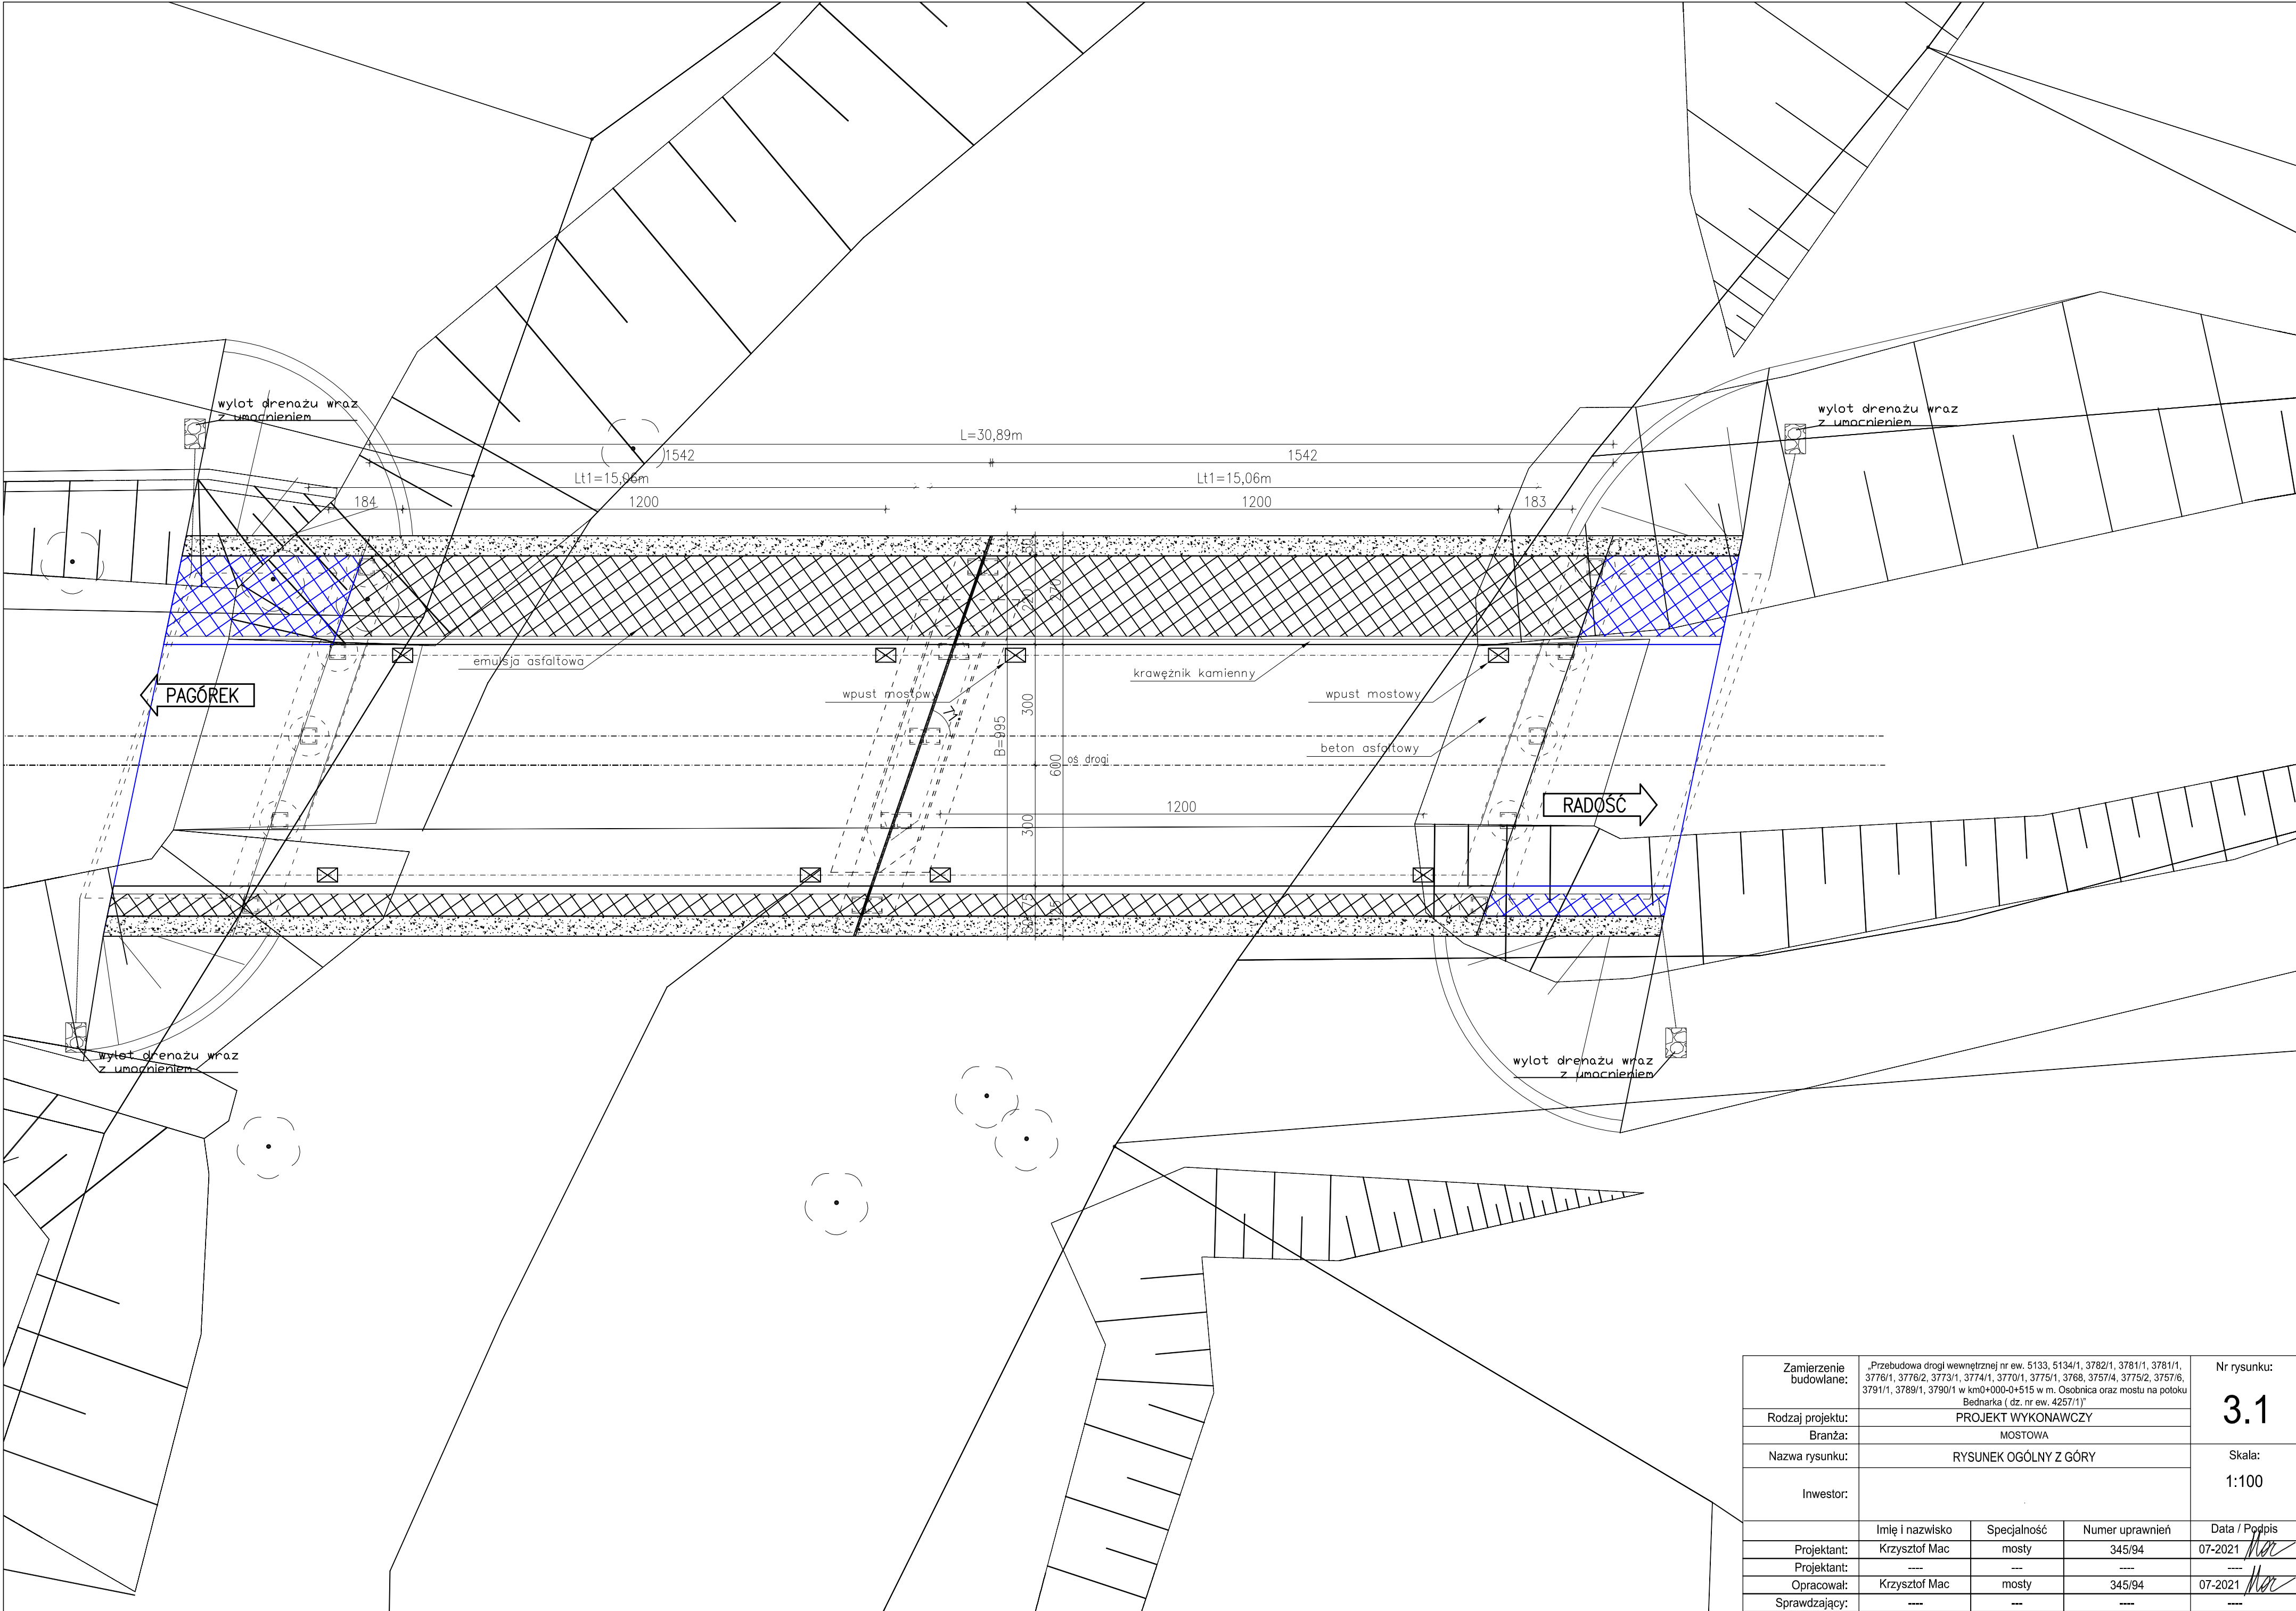 wylot drenażu wraz
z umocnieniem
wylot drenażu wraz
z umocnieniem
L=30,89m
1542
1542
Lt1=15,06m
Lt1=15,06m
184
1200
1200
183
270
220
emulsja asfaltowa
krawężnik kamienny
wpust mostowy
wpust mostowy
PAGÓREK
300
71°
B=995
beton asfaltowy
600
oś drogi
1200
RADOŚĆ
300
75
wylot drenażu wraz
z umocnieniem
wylot drenażu wraz
z umocnieniem
Zamierzenie
budowlane:
„Przebudowa drogi wewnętrznej nr ew. 5133, 5134/1, 3782/1, 3781/1, 3781/1,
3776/1, 3776/2, 3773/1, 3774/1, 3770/1, 3775/1, 3768, 3757/4, 3775/2, 3757/6,
3791/1, 3789/1, 3790/1 w km0+000-0+515 w m. Osobnica oraz mostu na potoku
Bednarka ( dz. nr ew. 4257/1)”
Nr rysunku:
3.1
Rodzaj projektu: PROJEKT WYKONAWCZY
Branża: MOSTOWA
Nazwa rysunku: RYSUNEK OGÓLNY Z GÓRY
Skala:
1:100
Inwestor:
Imię i nazwisko Specjalność Numer uprawnień Data / Podpis
Projektant: Krzysztof Mac mosty 345/94 07-2021
Projektant: ---- --- ---- ----
Opracował: Krzysztof Mac mosty 345/94 07-2021
Sprawdzający: ---- --- ---- ----